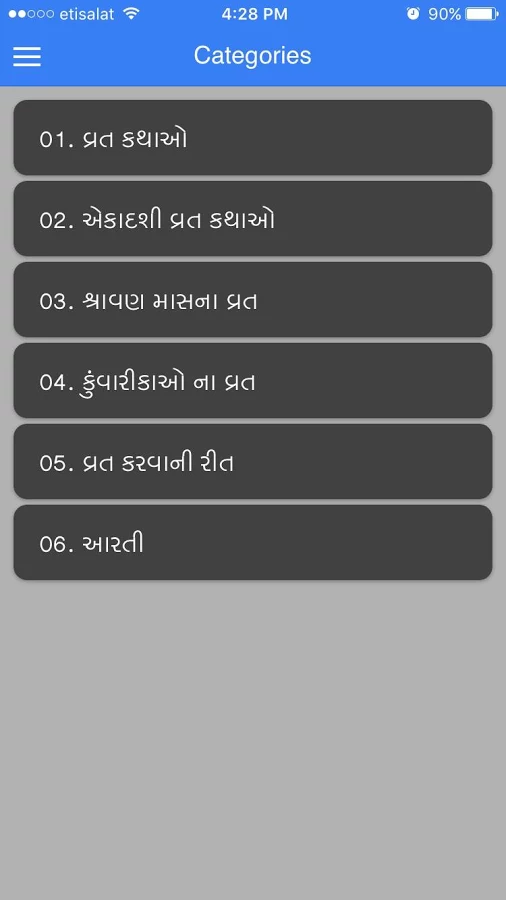 etisalat 4:28 PM 90%
Categories
01. વ્રત કથાઓ
02. એકાદશી વ્રત કથાઓ
03. શ્રાવણ માસના વ્રત
04. કુંવારીકાઓ ના વ્રત
05. વ્રત કરવાની રીત
06. આરતી